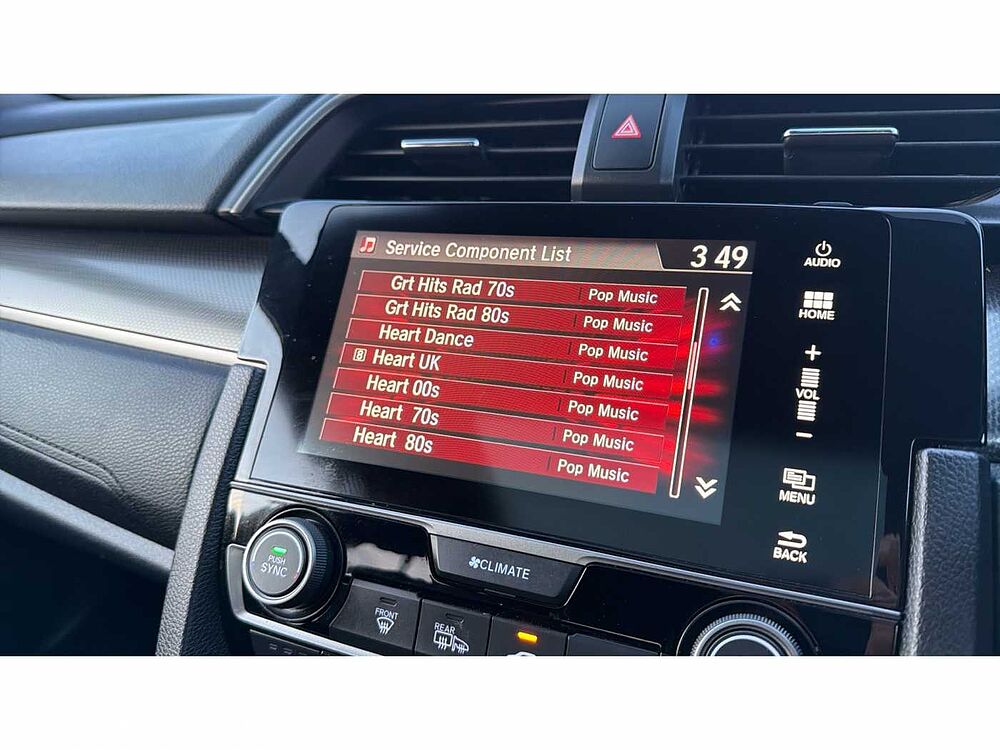 Service Component List 3 49
Grt Hits Rad 70s Pop Music
Grt Hits Rad 80s Pop Music
Heart Dance Pop Music
8 Heart UK Pop Music
Heart 00s Pop Music
Heart 70s Pop Music
Heart 80s Pop Music
AUDIO
HOME
+
VOL
−
MENU
BACK
PUSH
SYNC
CLIMATE
FRONT
REAR